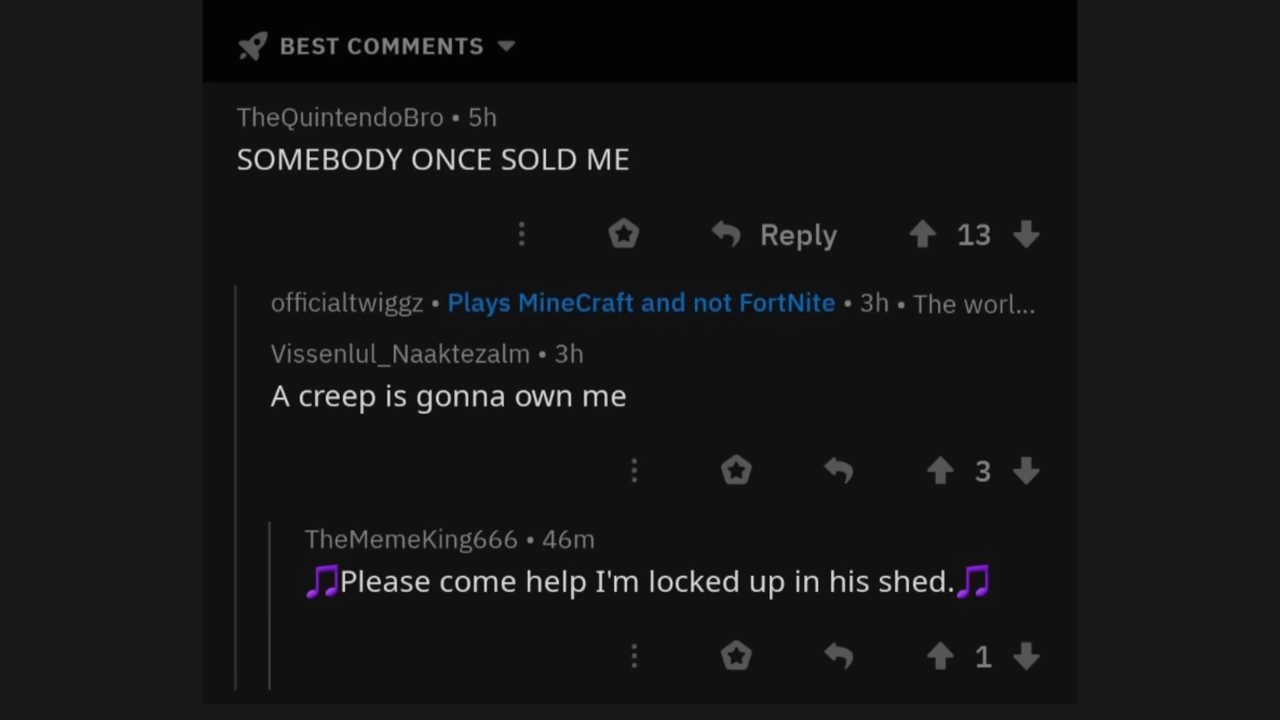 BEST COMMENTS
TheQuintendoBro • 5h
SOMEBODY ONCE SOLD ME
Reply 13
officialtwiggz • Plays MineCraft and not FortNite • 3h • The worl...
Vissenlul_Naaktezalm • 3h
A creep is gonna own me
3
TheMemeKing666 • 46m
🎵Please come help I'm locked up in his shed.🎵
1